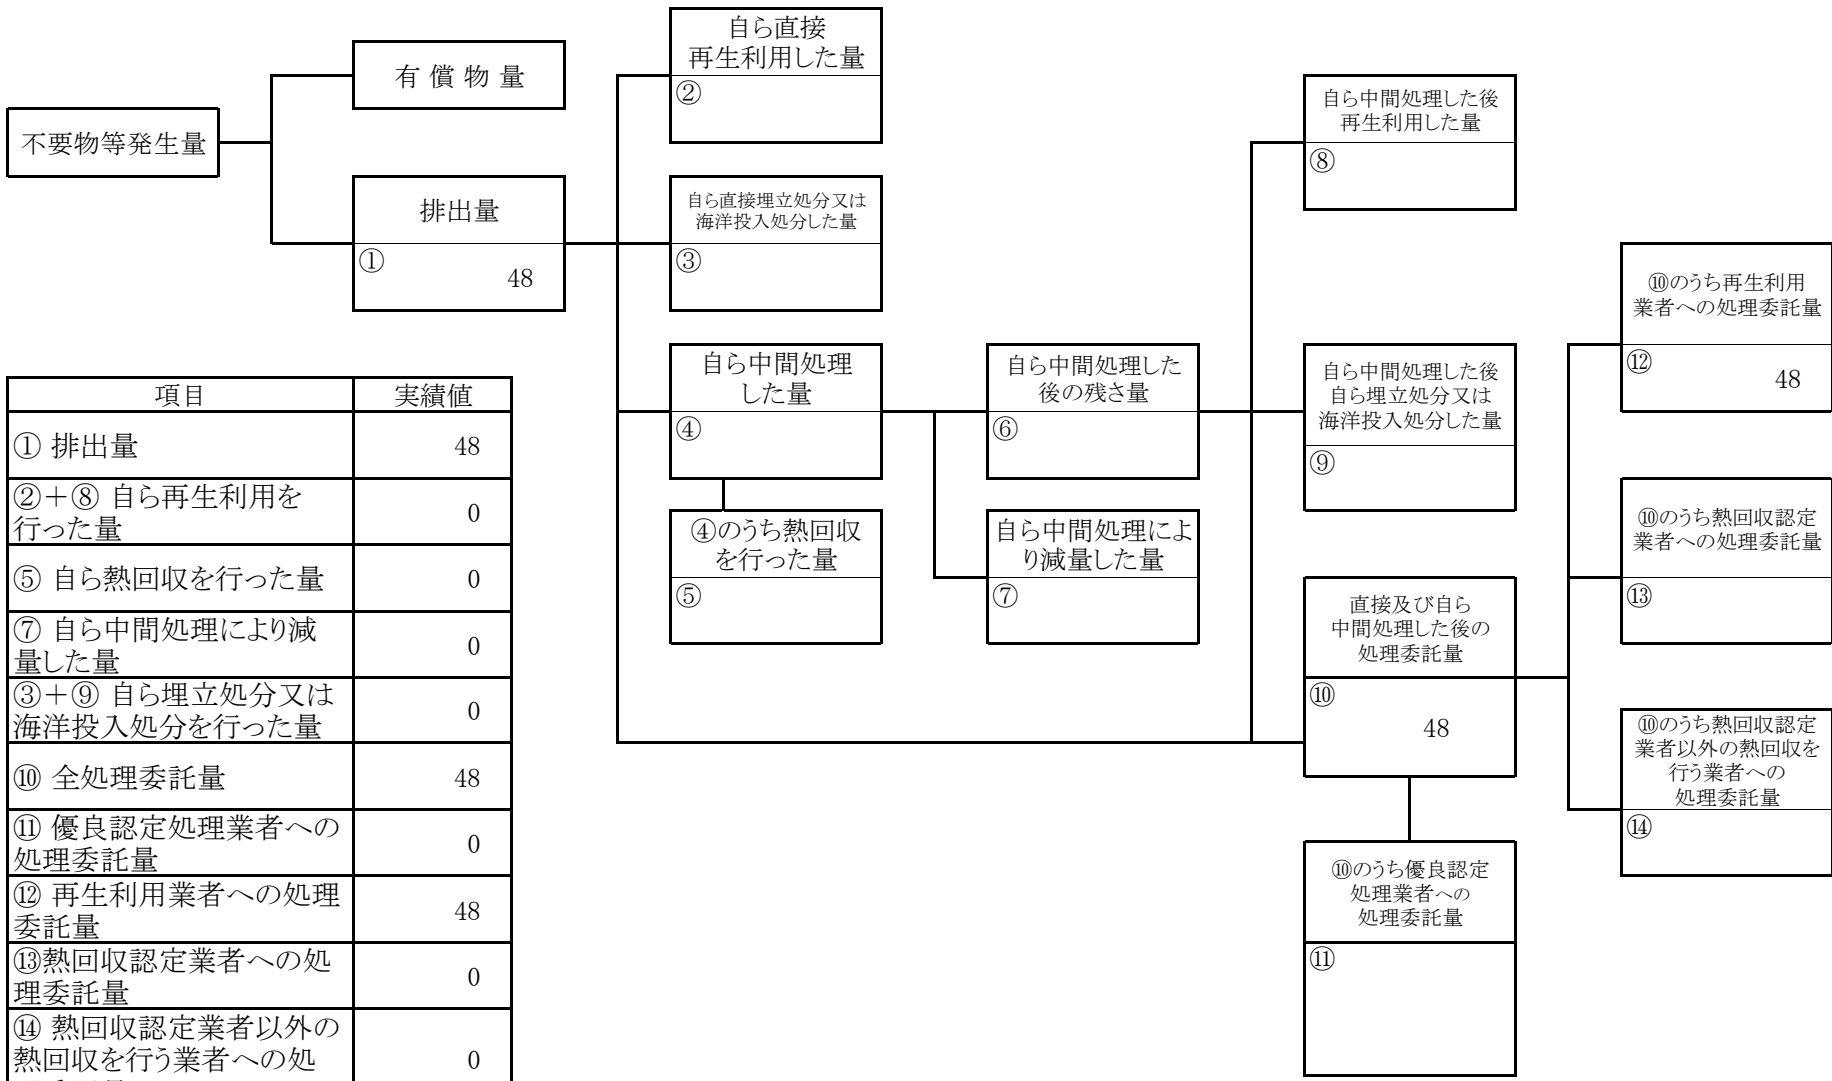 不要物等発生量
有 償 物 量
排出量
①
48
自ら直接
再生利用した量
②
自ら直接埋立処分又は
海洋投入処分した量
③
自ら中間処理
した量
④
④のうち熱回収
を行った量
⑤
自ら中間処理した
後の残さ量
⑥
自ら中間処理によ
り減量した量
⑦
自ら中間処理した後
再生利用した量
⑧
自ら中間処理した後
自ら埋立処分又は
海洋投入処分した量
⑨
直接及び自ら
中間処理した後の
処理委託量
⑩
48
⑩のうち優良認定
処理業者への
処理委託量
⑪
⑩のうち再生利用
業者への処理委託量
⑫
48
⑩のうち熱回収認定
業者への処理委託量
⑬
⑩のうち熱回収認定
業者以外の熱回収を
行う業者への
処理委託量
⑭
項目 実績値
① 排出量 48
②+⑧ 自ら再生利用を
行った量 0
⑤ 自ら熱回収を行った量 0
⑦ 自ら中間処理により減
量した量 0
③+⑨ 自ら埋立処分又は
海洋投入処分を行った量 0
⑩ 全処理委託量 48
⑪ 優良認定処理業者への
処理委託量 0
⑫ 再生利用業者への処理
委託量 48
⑬熱回収認定業者への処
理委託量 0
⑭ 熱回収認定業者以外の
熱回収を行う業者への処 0